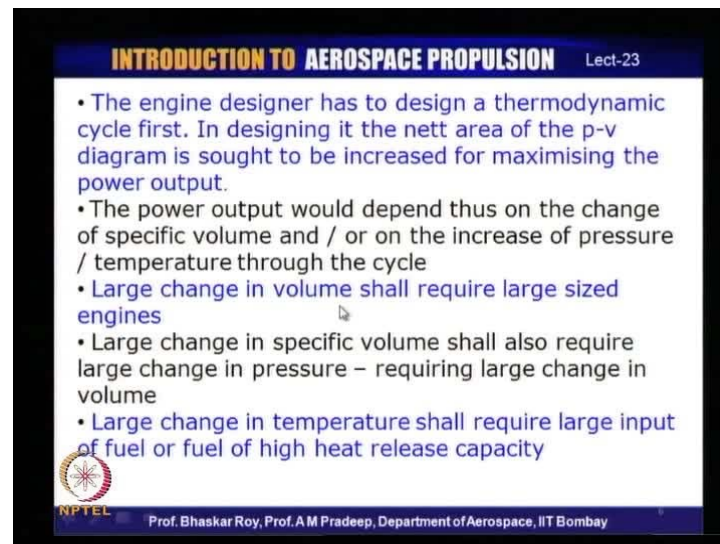 INTRODUCTION TO AEROSPACE PROPULSION Lect-23
• The engine designer has to design a thermodynamic
cycle first. In designing it the nett area of the p-v
diagram is sought to be increased for maximising the
power output.
• The power output would depend thus on the change
of specific volume and / or on the increase of pressure
/ temperature through the cycle
• Large change in volume shall require large sized
engines
• Large change in specific volume shall also require
large change in pressure – requiring large change in
volume
• Large change in temperature shall require large input
of fuel or fuel of high heat release capacity
NPTEL
6
Prof. Bhaskar Roy, Prof. A M Pradeep, Department of Aerospace, IIT Bombay